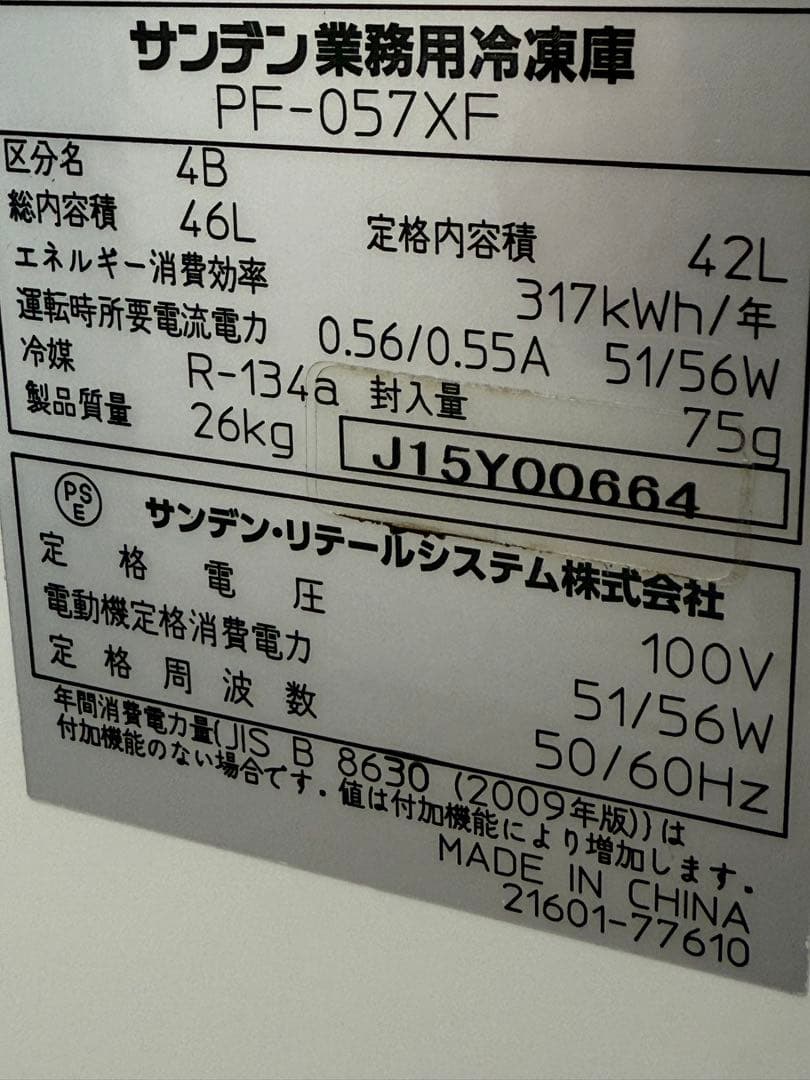 サンデン業務用冷凍庫
PF-057XF
区分名 4B
総内容積 46L 定格内容積 42L
エネルギー消費効率 317kWh/年
運転時所要電流電力 0.56/0.55A 51/56W
冷媒 R-134a 封入量 75g
製品質量 26kg J15Y00664
PSE サンデン・リテールシステム株式会社
定格電圧 100V
電動機定格消費電力 51/56W
定格周波数 50/60Hz
年間消費電力量(JIS B 8630 (2009年版))は
付加機能のない場合です.値は付加機能により増加します.
MADE IN CHINA
21601-77610